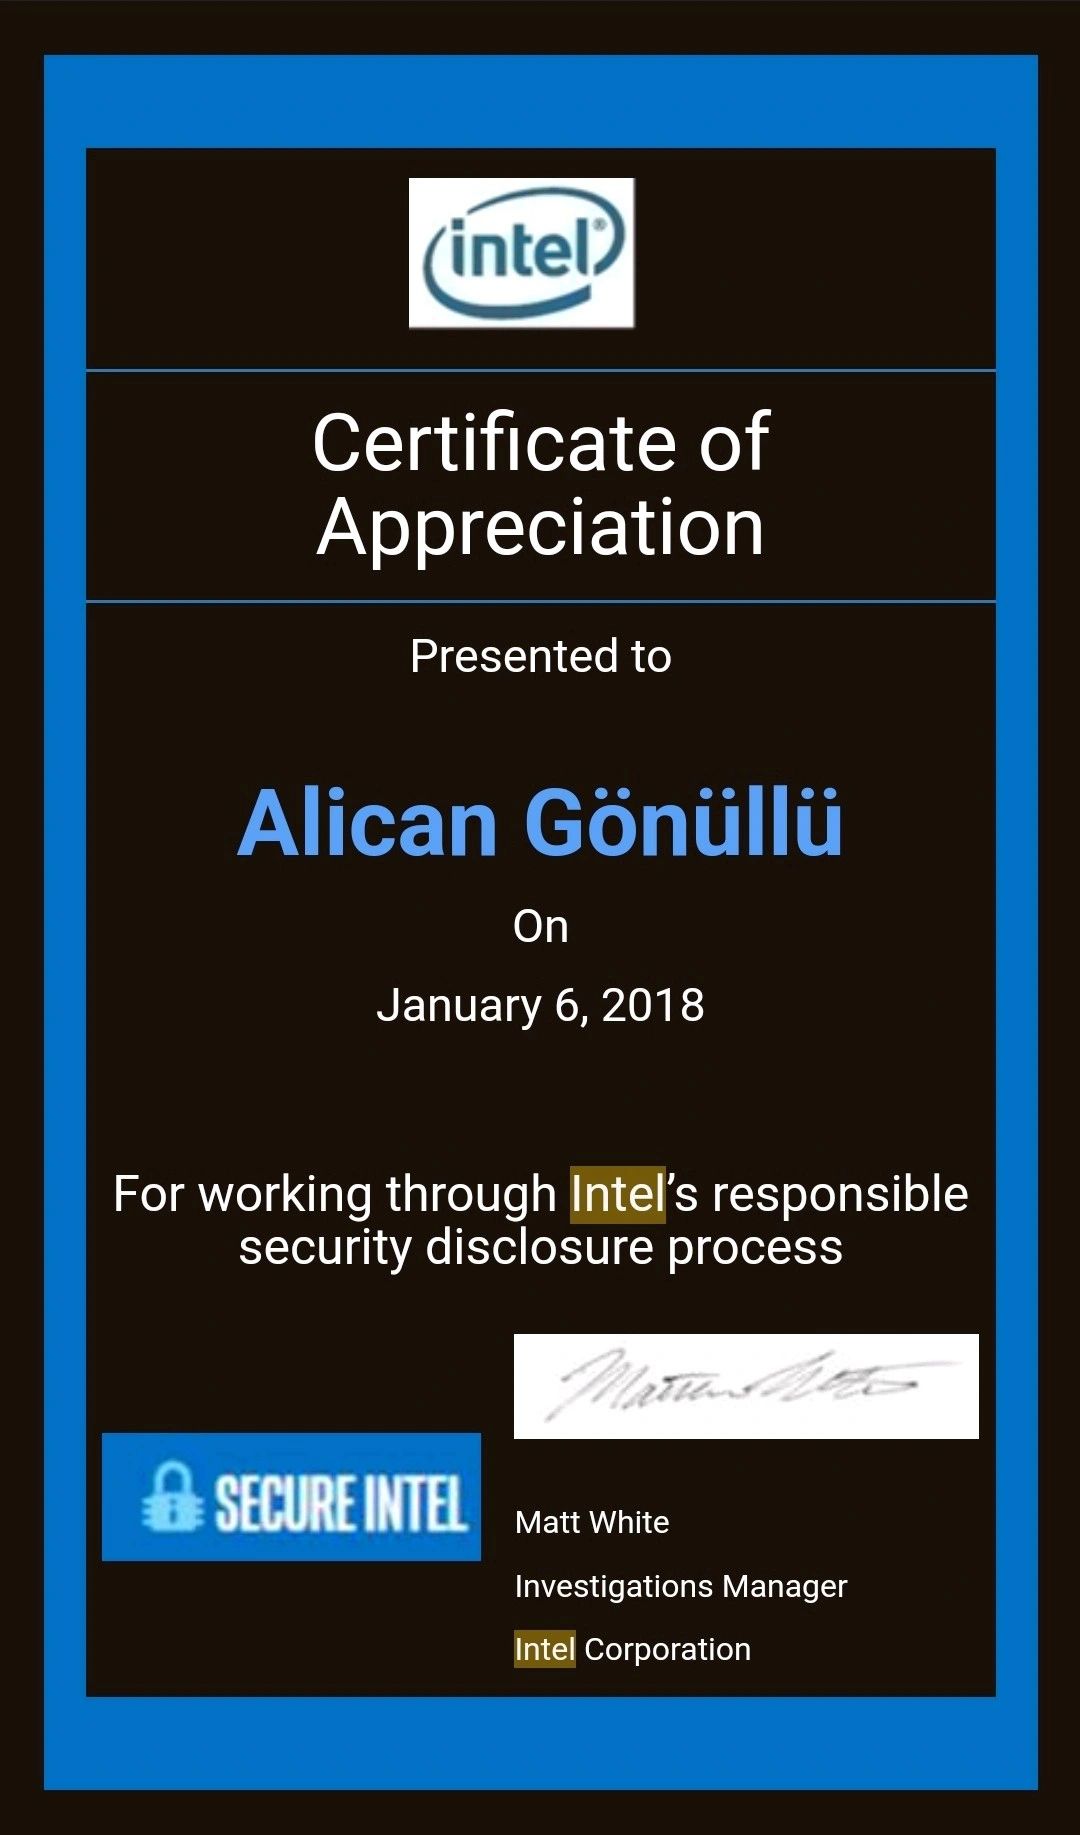 intel®
Certificate of
Appreciation
Presented to
Alican Gönüllü
On
January 6, 2018
For working through Intel’s responsible
security disclosure process
SECURE INTEL
Matt White
Investigations Manager
Intel Corporation